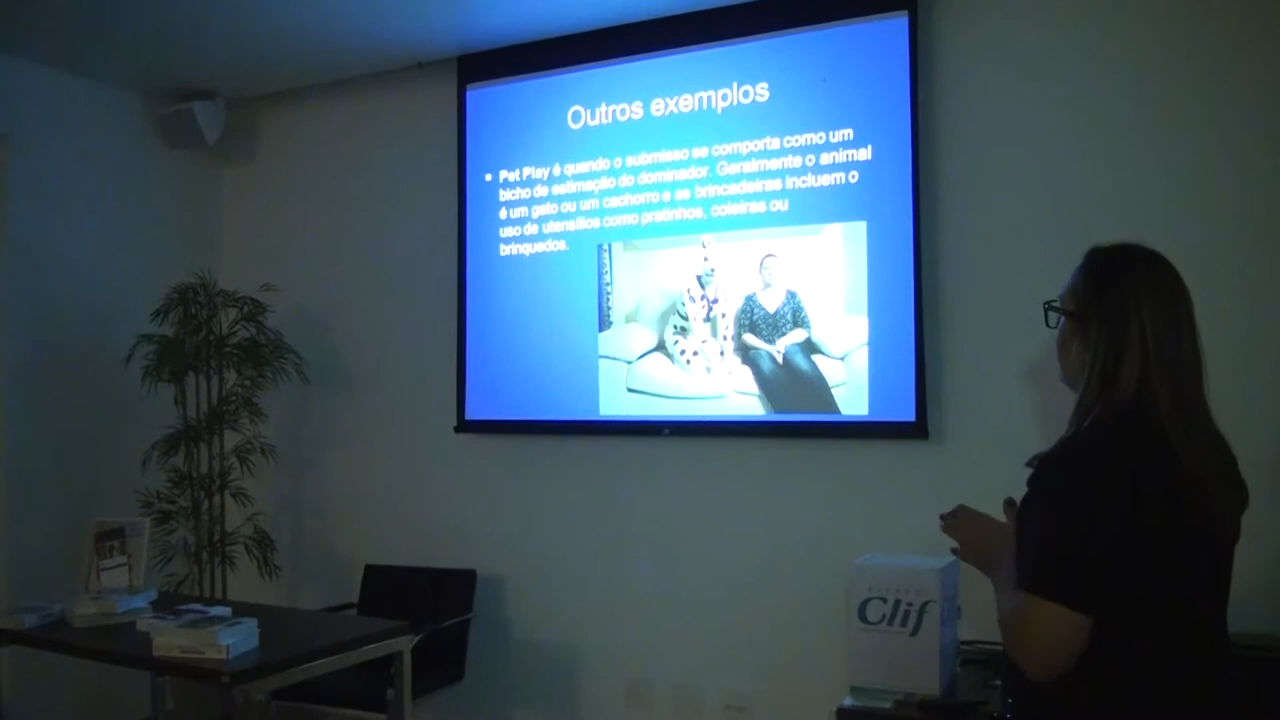 Outros exemplos
• Pet Play é quando o submisso se comporta como um
bicho de estimação do dominador. Geralmente o animal
é um gato ou um cachorro e as brincadeiras incluem o
uso de utensílios como pratinhos, coleiras ou
brinquedos.
Clif